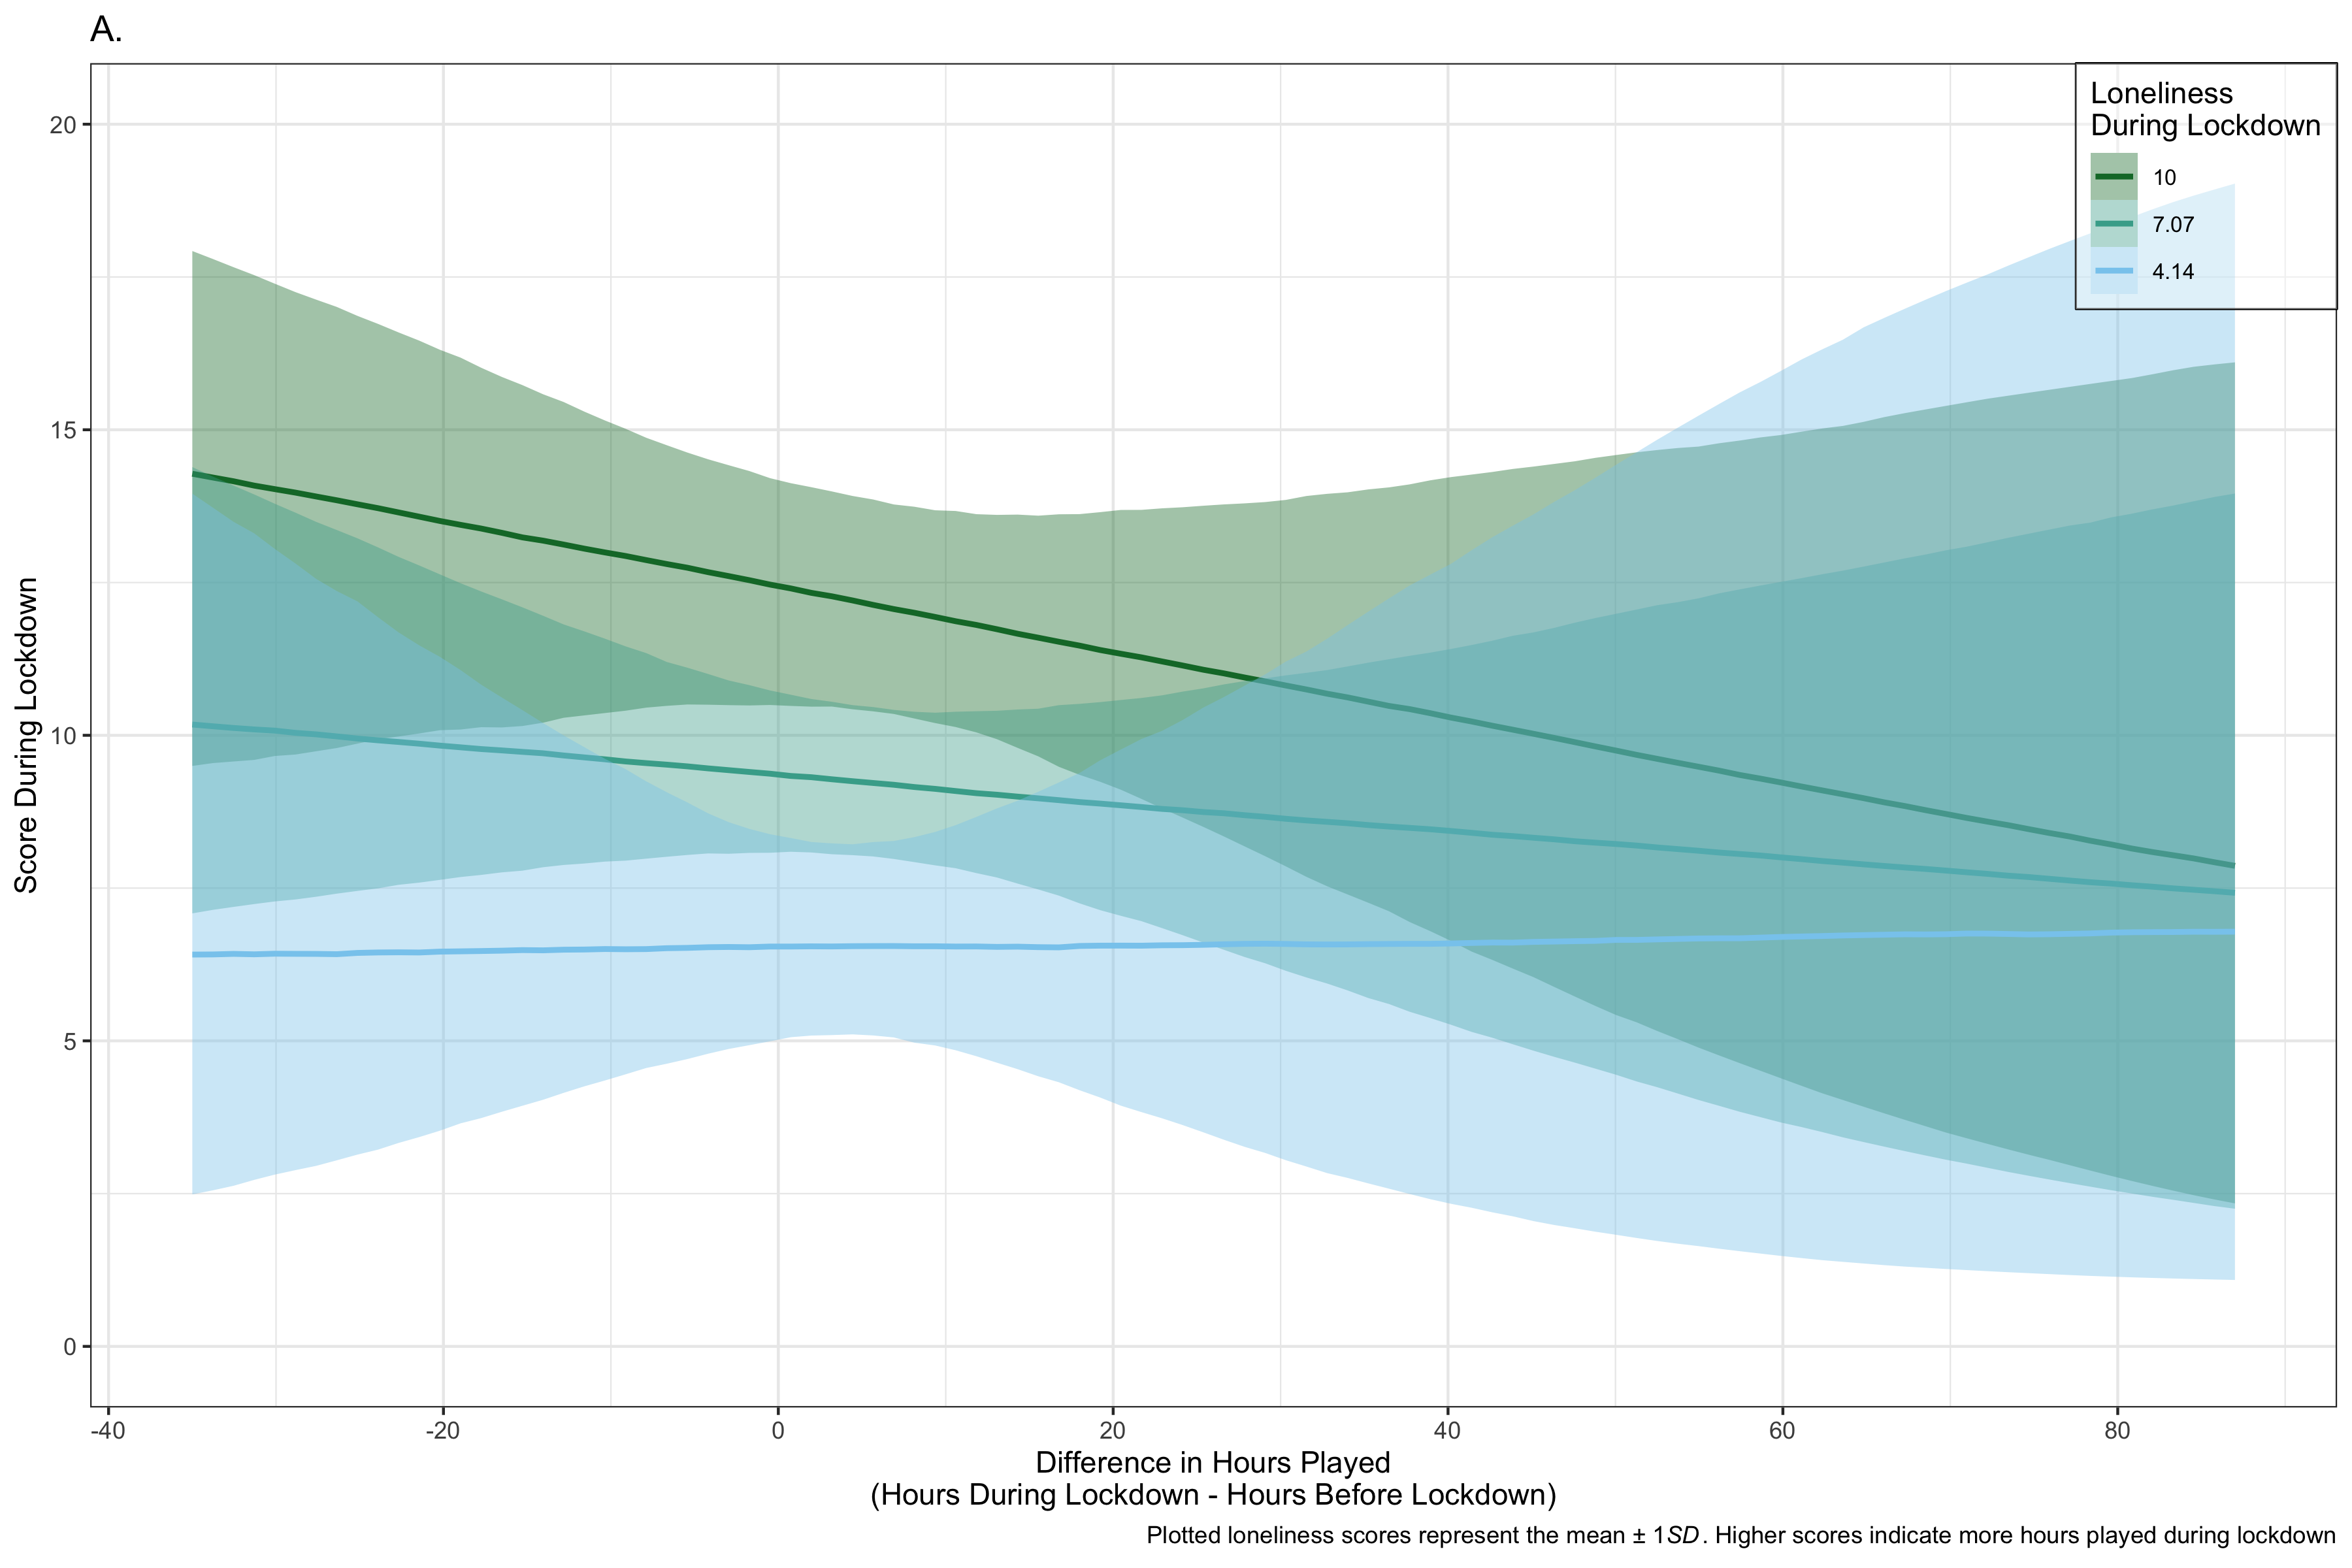 A.
Loneliness
During Lockdown
10
7.07
4.14
Score During Lockdown
20
15
10
5
0
-40 -20 0 20 40 60 80
Difference in Hours Played
(Hours During Lockdown - Hours Before Lockdown)
Plotted loneliness scores represent the mean ± 1SD. Higher scores indicate more hours played during lockdown